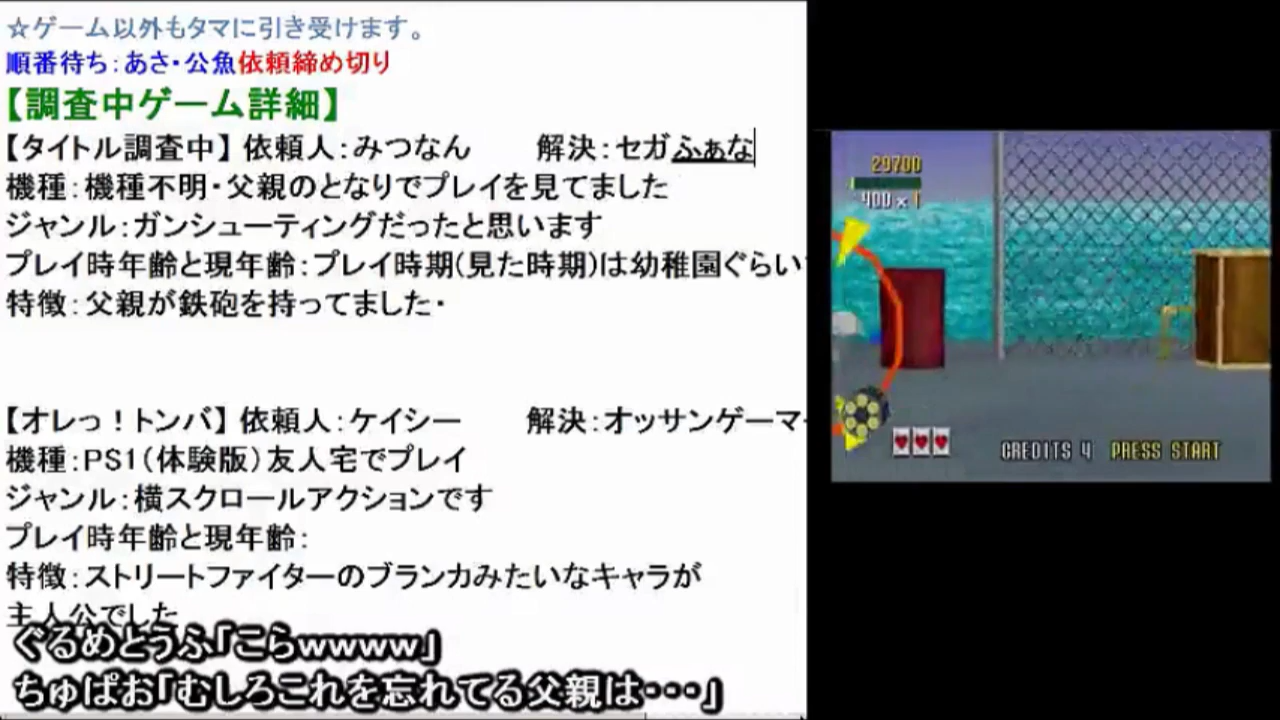 ☆ゲーム以外もタマに引き受けます。
順番待ち：あさ・公魚依頼締め切り
【調査中ゲーム詳細】
【タイトル調査中】 依頼人：みつなん　　解決：セガふぁな
機種：機種不明・父親のとなりでプレイを見てました
ジャンル：ガンシューティングだったと思います
プレイ時年齢と現年齢：プレイ時期(見た時期)は幼稚園ぐらい
特徴：父親が鉄砲を持ってました・
【オレっ！トンバ】 依頼人：ケイシー　　解決：オッサンゲーマー
機種：PS1（体験版）友人宅でプレイ
ジャンル：横スクロールアクションです
プレイ時年齢と現年齢：
特徴：ストリートファイターのブランカみたいなキャラが
主人公でした
ぐるめとうふ「こらwwww」
ちゅぱお「むしろこれを忘れてる父親は・・・」
29700
400 × 1
CREDITS 4 PRESS START